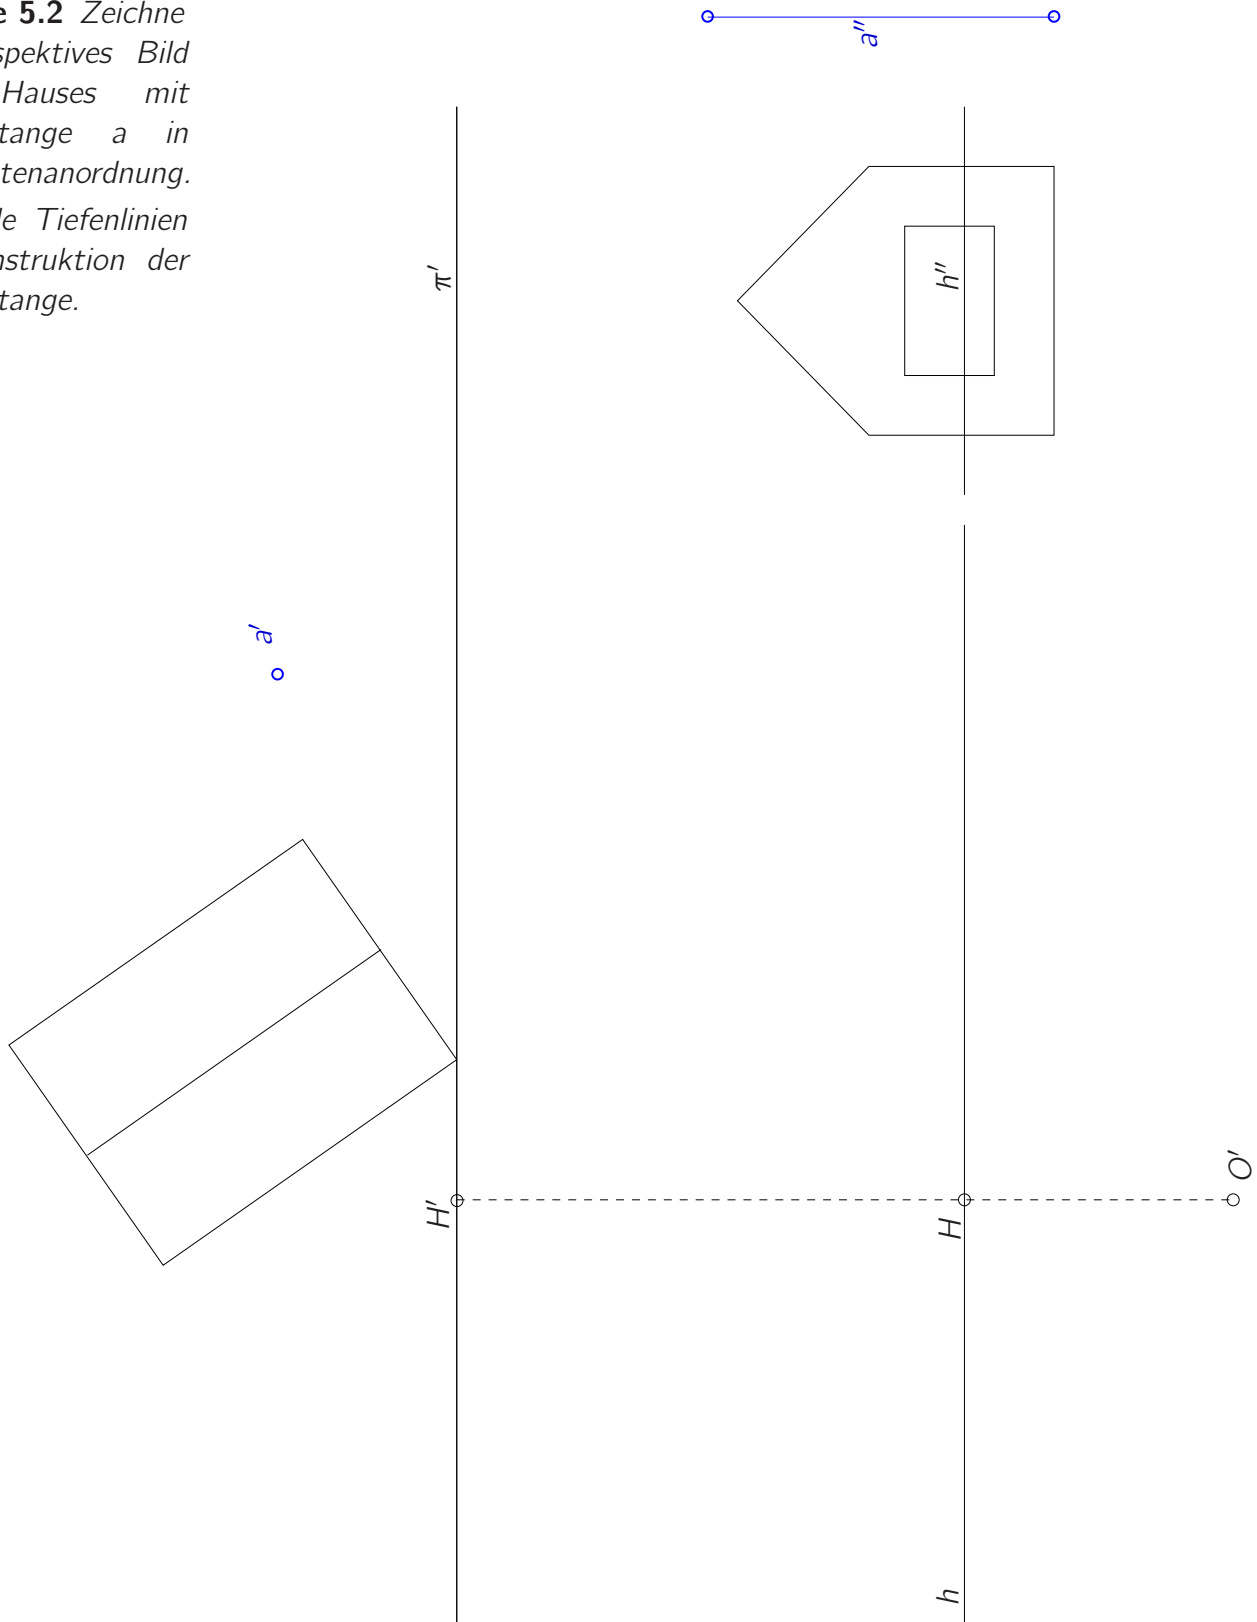 e 5.2 Zeichne
spektives Bild
Hauses mit
tange a in
tenanordnung.
le Tiefenlinien
nstruktion der
tange.
a′′
π′
h′′
a′
H′
H
O′
h